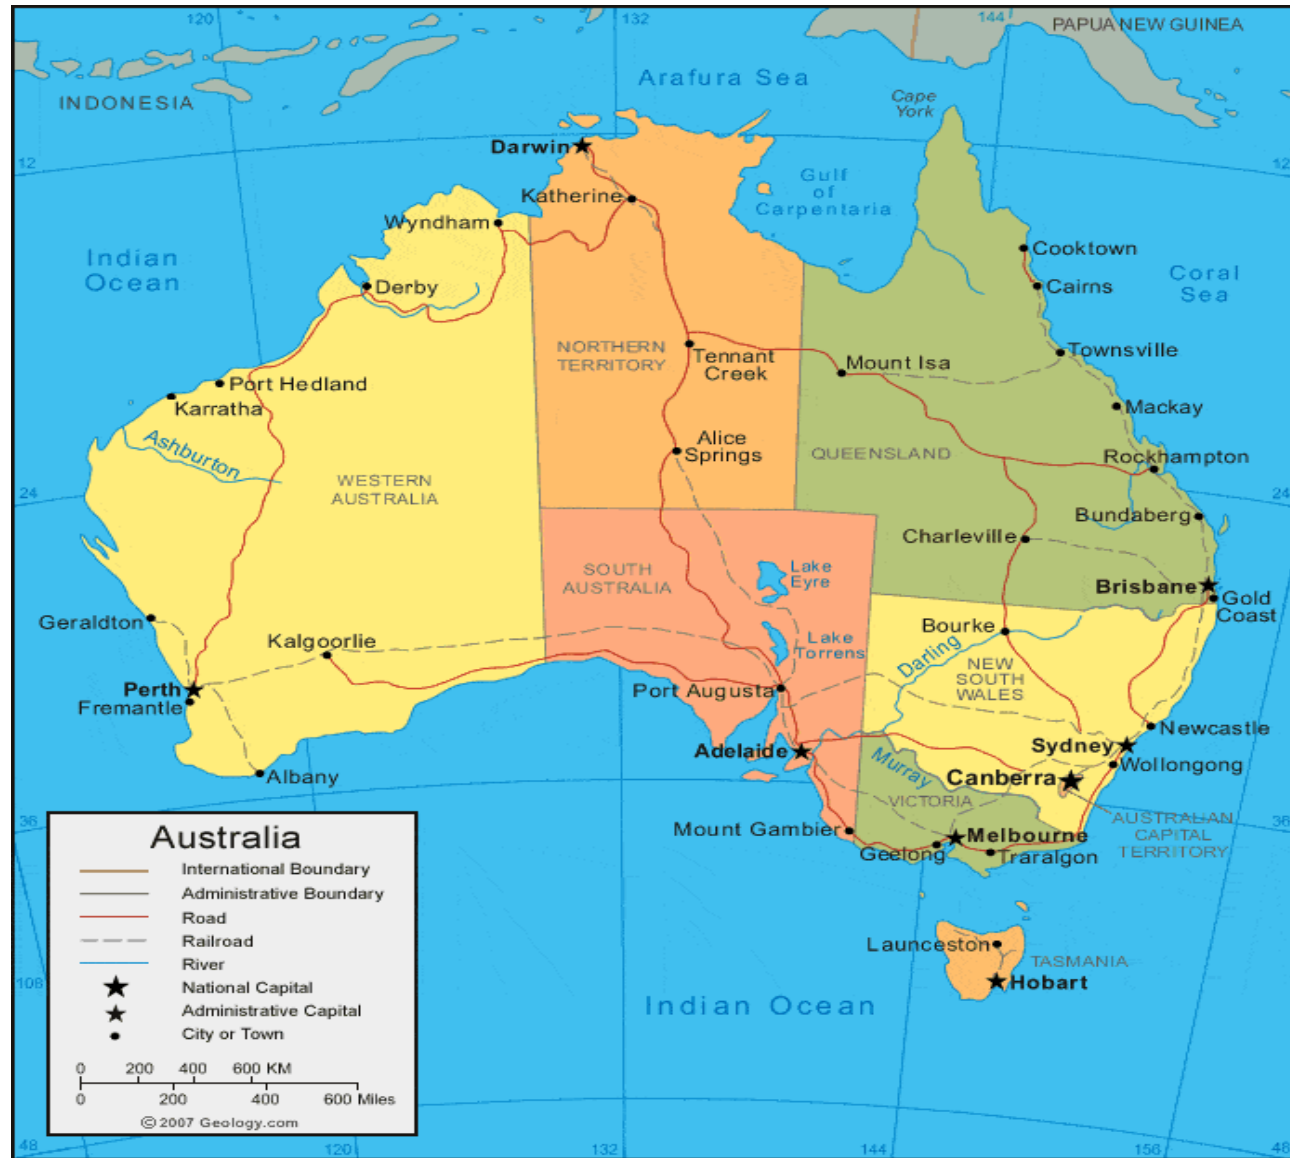 120
132
144
PAPUA NEW GUINEA
Arafura Sea
INDONESIA
Cape
York
Darwin
12
12
Gulf
of
Carpentaria
Katherine
Wyndham
Cooktown
Indian
Ocean
Coral
Sea
Derby
Cairns
NORTHERN
TERRITORY
Tennant
Creek
Townsville
Mount Isa
Port Hedland
Karratha
Mackay
Ashburton
Alice
Springs
QUEENSLAND
Rockhampton
WESTERN
AUSTRALIA
24
24
Bundaberg
Charleville
SOUTH
AUSTRALIA
Lake
Eyre
Brisbane
Gold
Coast
Geraldton
Bourke
Kalgoorlie
Lake
Torrens
Darling
NEW
SOUTH
WALES
Perth
Fremantle
Port Augusta
Newcastle
Adelaide
Sydney
Wollongong
Albany
Murray
Canberra
VICTORIA
36
36
AUSTRALIAN
CAPITAL
TERRITORY
Mount Gambier
Melbourne
Geelong
Traralgon
Launceston
TASMANIA
Hobart
Indian Ocean
108
Australia
International Boundary
Administrative Boundary
Road
Railroad
River
National Capital
Administrative Capital
City or Town
0 200 400 600 KM
0 200 400 600 Miles
© 2007 Geology.com
48
120
132
144
156
48